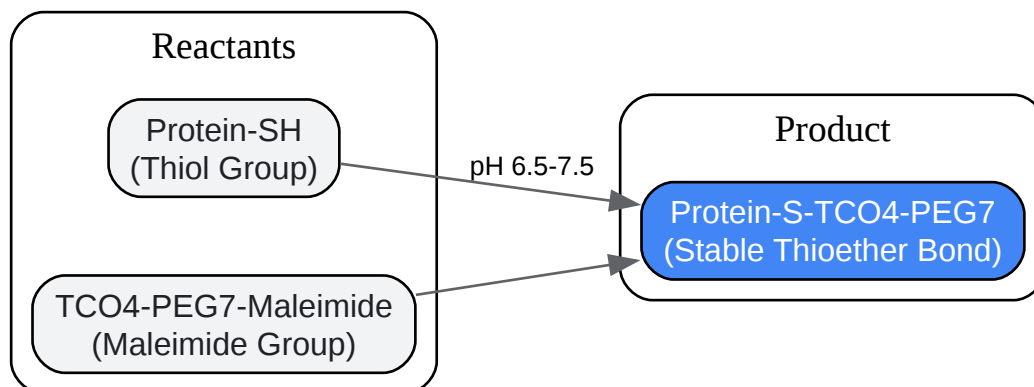 Reactants
Protein-SH
(Thiol Group)
TCO4-PEG7-Maleimide
(Maleimide Group)
pH 6.5-7.5
Product
Protein-S-TCO4-PEG7
(Stable Thioether Bond)